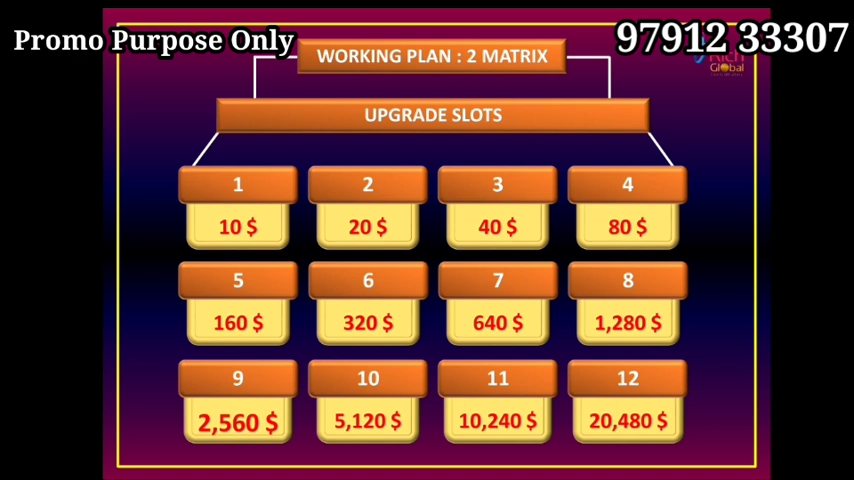 Promo Purpose Only
97912 33307
Rich
Global
WORKING PLAN : 2 MATRIX
UPGRADE SLOTS
1 2 3 4
10 $ 20 $ 40 $ 80 $
5 6 7 8
160 $ 320 $ 640 $ 1,280 $
9 10 11 12
2,560 $ 5,120 $ 10,240 $ 20,480 $